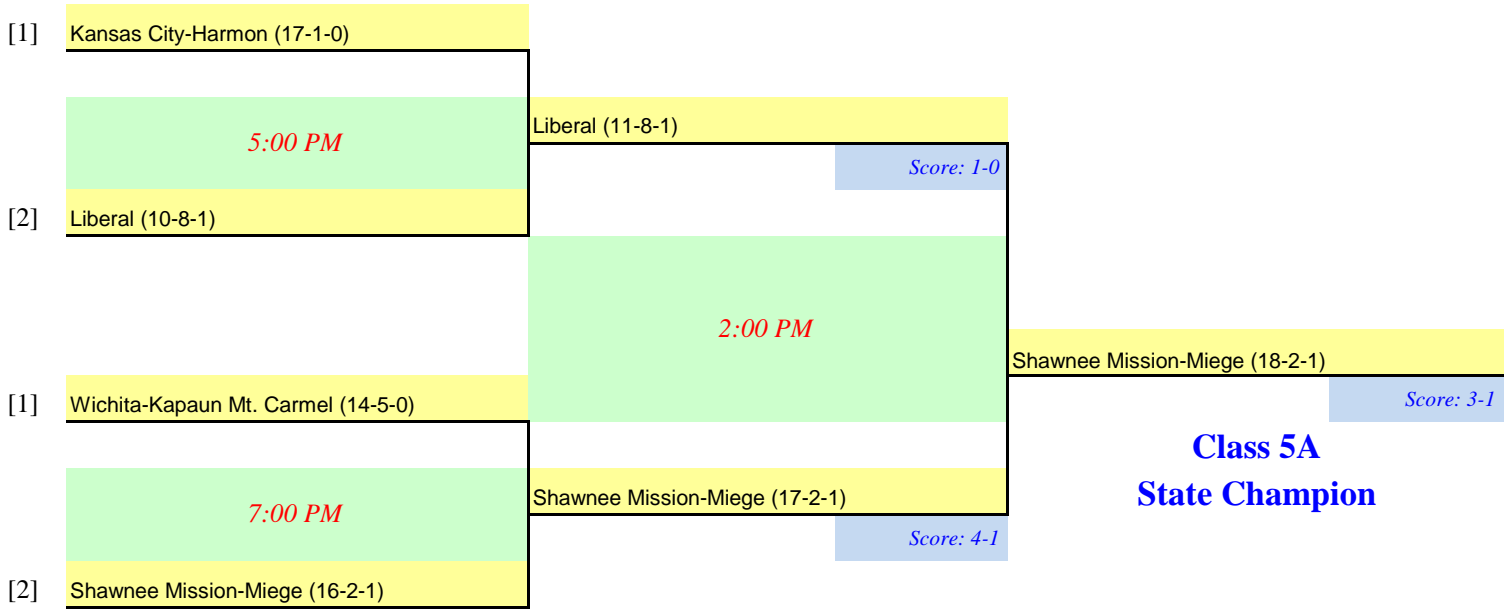 [1] Kansas City-Harmon (17-1-0)
5:00 PM
Liberal (11-8-1)
Score: 1-0
[2] Liberal (10-8-1)
2:00 PM
Shawnee Mission-Miege (18-2-1)
Score: 3-1
[1] Wichita-Kapaun Mt. Carmel (14-5-0)
Class 5A
State Champion
7:00 PM
Shawnee Mission-Miege (17-2-1)
Score: 4-1
[2] Shawnee Mission-Miege (16-2-1)